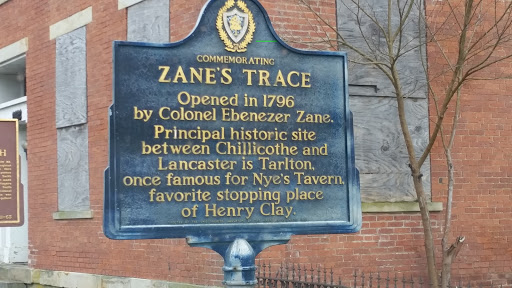 COMMEMORATING
ZANE'S TRACE
Opened in 1796
by Colonel Ebenezer Zane.
Principal historic site
between Chillicothe and
Lancaster is Tarlton,
once famous for Nye's Tavern,
favorite stopping place
of Henry Clay.